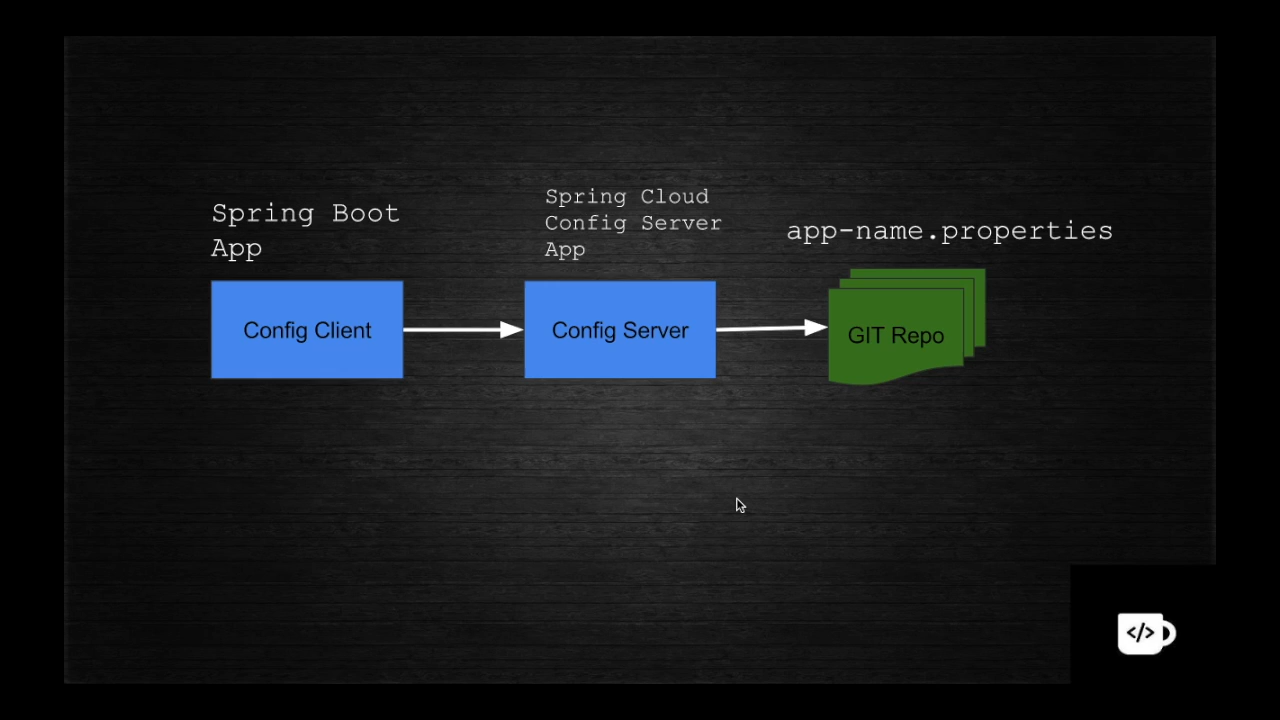 Spring Boot
App
Spring Cloud
Config Server
App
app-name.properties
Config Client
Config Server
GIT Repo
</>